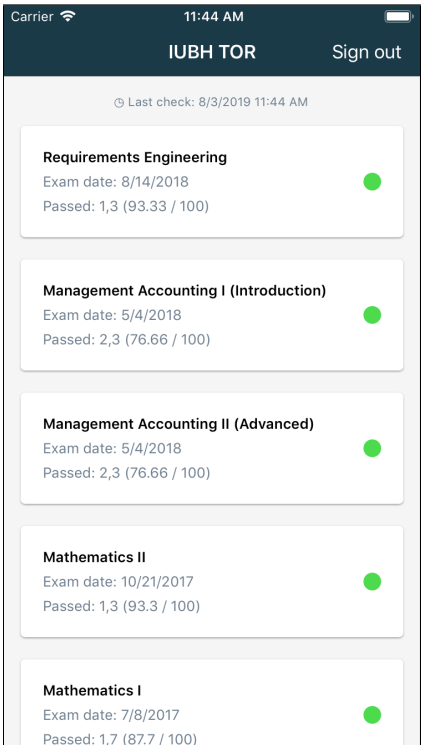 Carrier
11:44 AM
IUBH TOR
Sign out
Last check: 8/3/2019 11:44 AM
Requirements Engineering
Exam date: 8/14/2018
Passed: 1,3 (93.33 / 100)
Management Accounting I (Introduction)
Exam date: 5/4/2018
Passed: 2,3 (76.66 / 100)
Management Accounting II (Advanced)
Exam date: 5/4/2018
Passed: 2,3 (76.66 / 100)
Mathematics II
Exam date: 10/21/2017
Passed: 1,3 (93.3 / 100)
Mathematics I
Exam date: 7/8/2017
Passed: 1,7 (87.7 / 100)